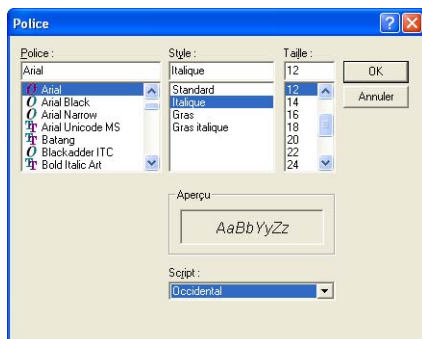 Police
Police :
Style :
Taille :
Arial
Italique
12
OK
Annuler
Arial
Arial Black
Arial Narrow
Arial Unicode MS
Batang
Blackadder ITC
Bold Italic Art
Standard
Italique
Gras
Gras italique
12
14
16
18
20
22
24
Aperçu
AaBbYyZz
Script :
Occidental